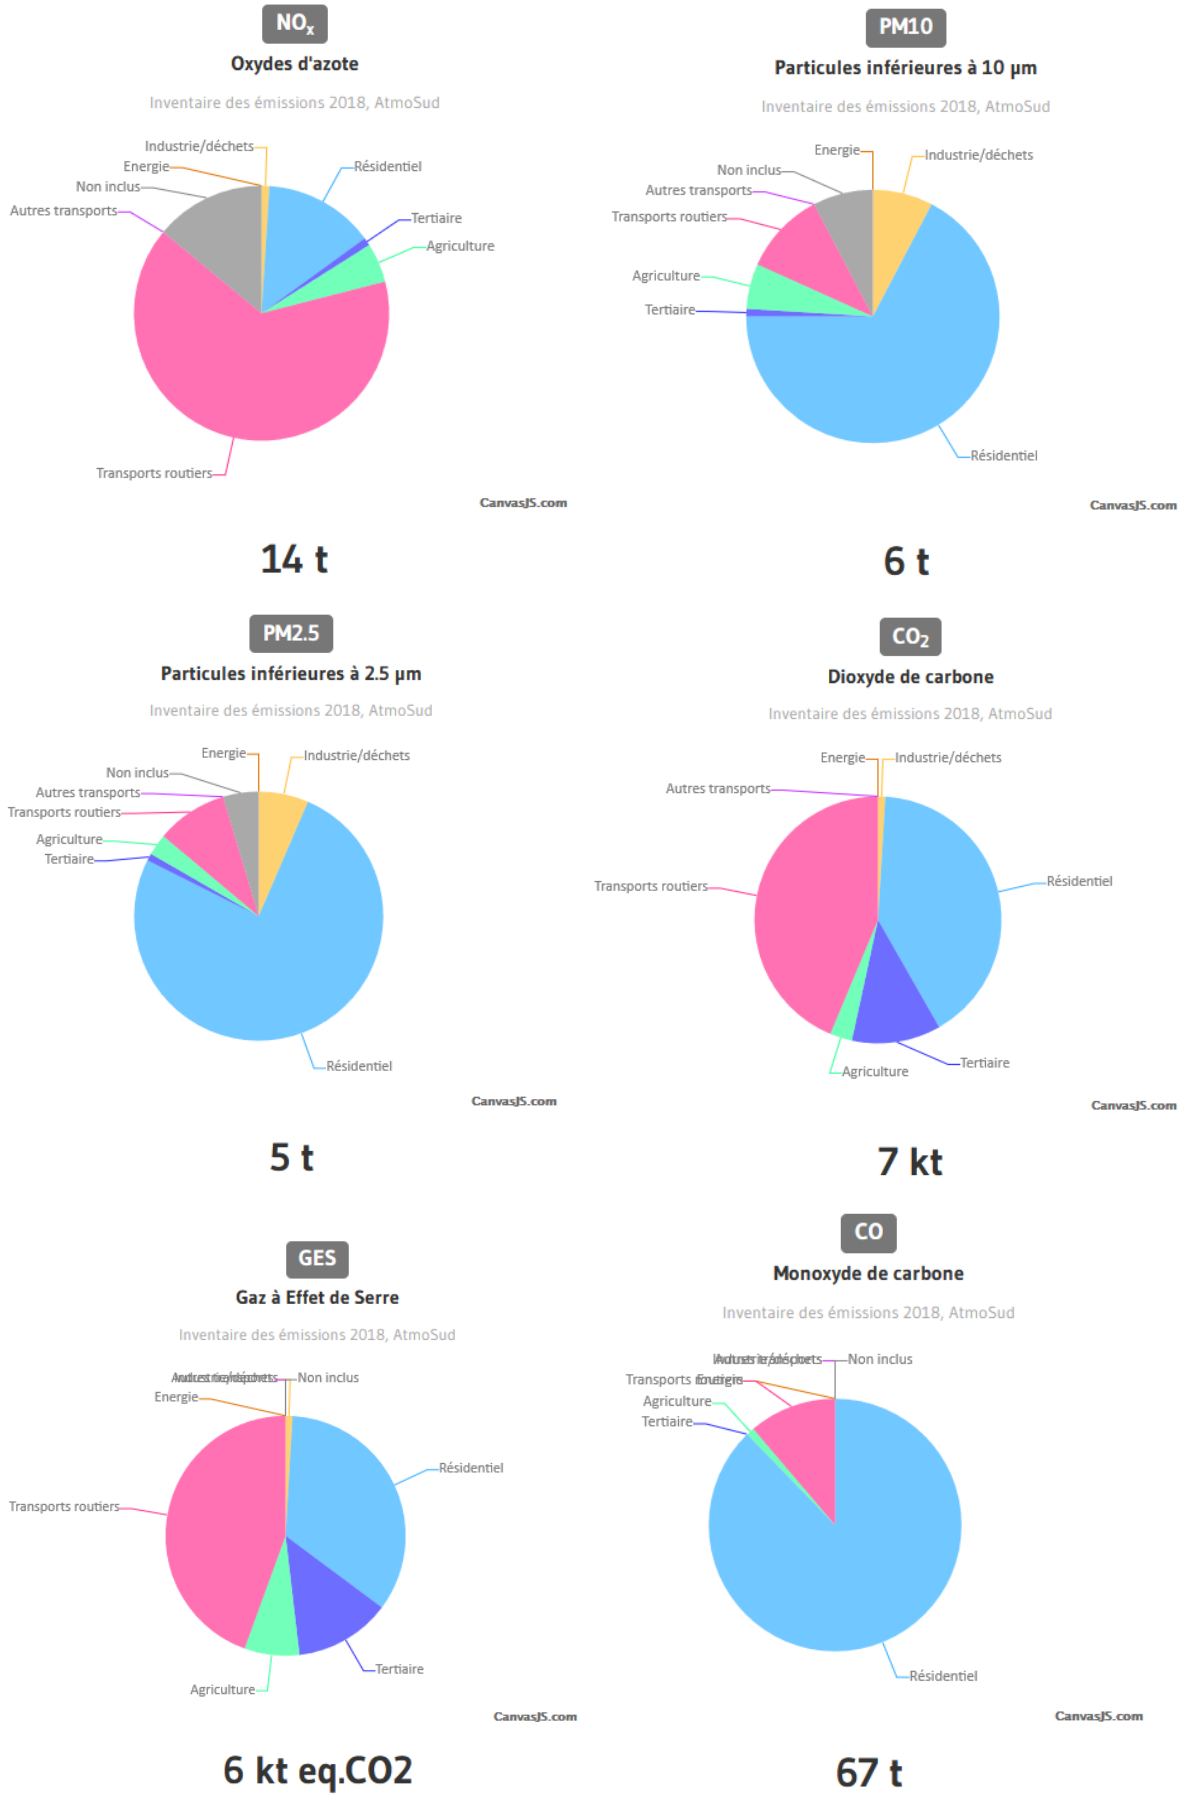 NOx
Oxydes d'azote
Inventaire des émissions 2018, AtmoSud
Industrie/déchets
Energie
Résidentiel
Non inclus
Autres transports
Tertiaire
Agriculture
Transports routiers
CanvasJS.com
14 t
PM10
Particules inférieures à 10 µm
Inventaire des émissions 2018, AtmoSud
Energie
Industrie/déchets
Non inclus
Autres transports
Transports routiers
Agriculture
Tertiaire
Résidentiel
CanvasJS.com
6 t
PM2.5
Particules inférieures à 2.5 µm
Inventaire des émissions 2018, AtmoSud
Energie
Industrie/déchets
Non inclus
Autres transports
Transports routiers
Agriculture
Tertiaire
Résidentiel
CanvasJS.com
5 t
CO2
Dioxyde de carbone
Inventaire des émissions 2018, AtmoSud
Energie
Industrie/déchets
Autres transports
Résidentiel
Transports routiers
Tertiaire
Agriculture
CanvasJS.com
7 kt
GES
Gaz à Effet de Serre
Inventaire des émissions 2018, AtmoSud
Non inclus
Energie
Résidentiel
Transports routiers
Tertiaire
Agriculture
CanvasJS.com
6 kt eq.CO2
CO
Monoxyde de carbone
Inventaire des émissions 2018, AtmoSud
Non inclus
Transports routiers
Agriculture
Tertiaire
Résidentiel
CanvasJS.com
67 t